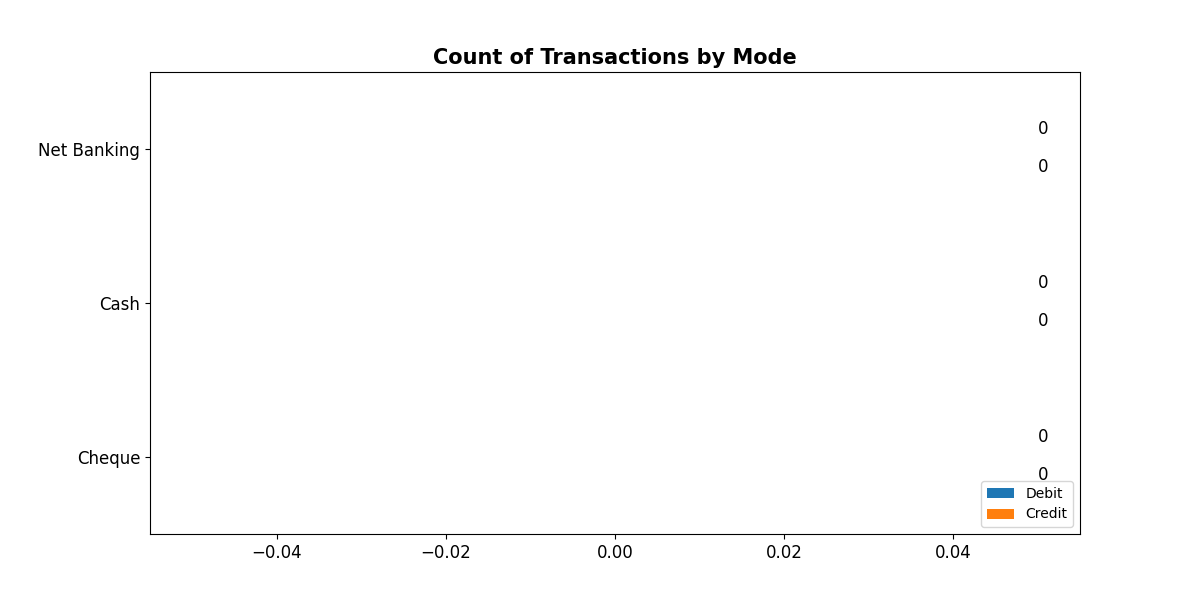 Count of Transactions by Mode
Net Banking
0
0
Cash
0
0
Cheque
0
0
Debit
Credit
−0.04
−0.02
0.00
0.02
0.04